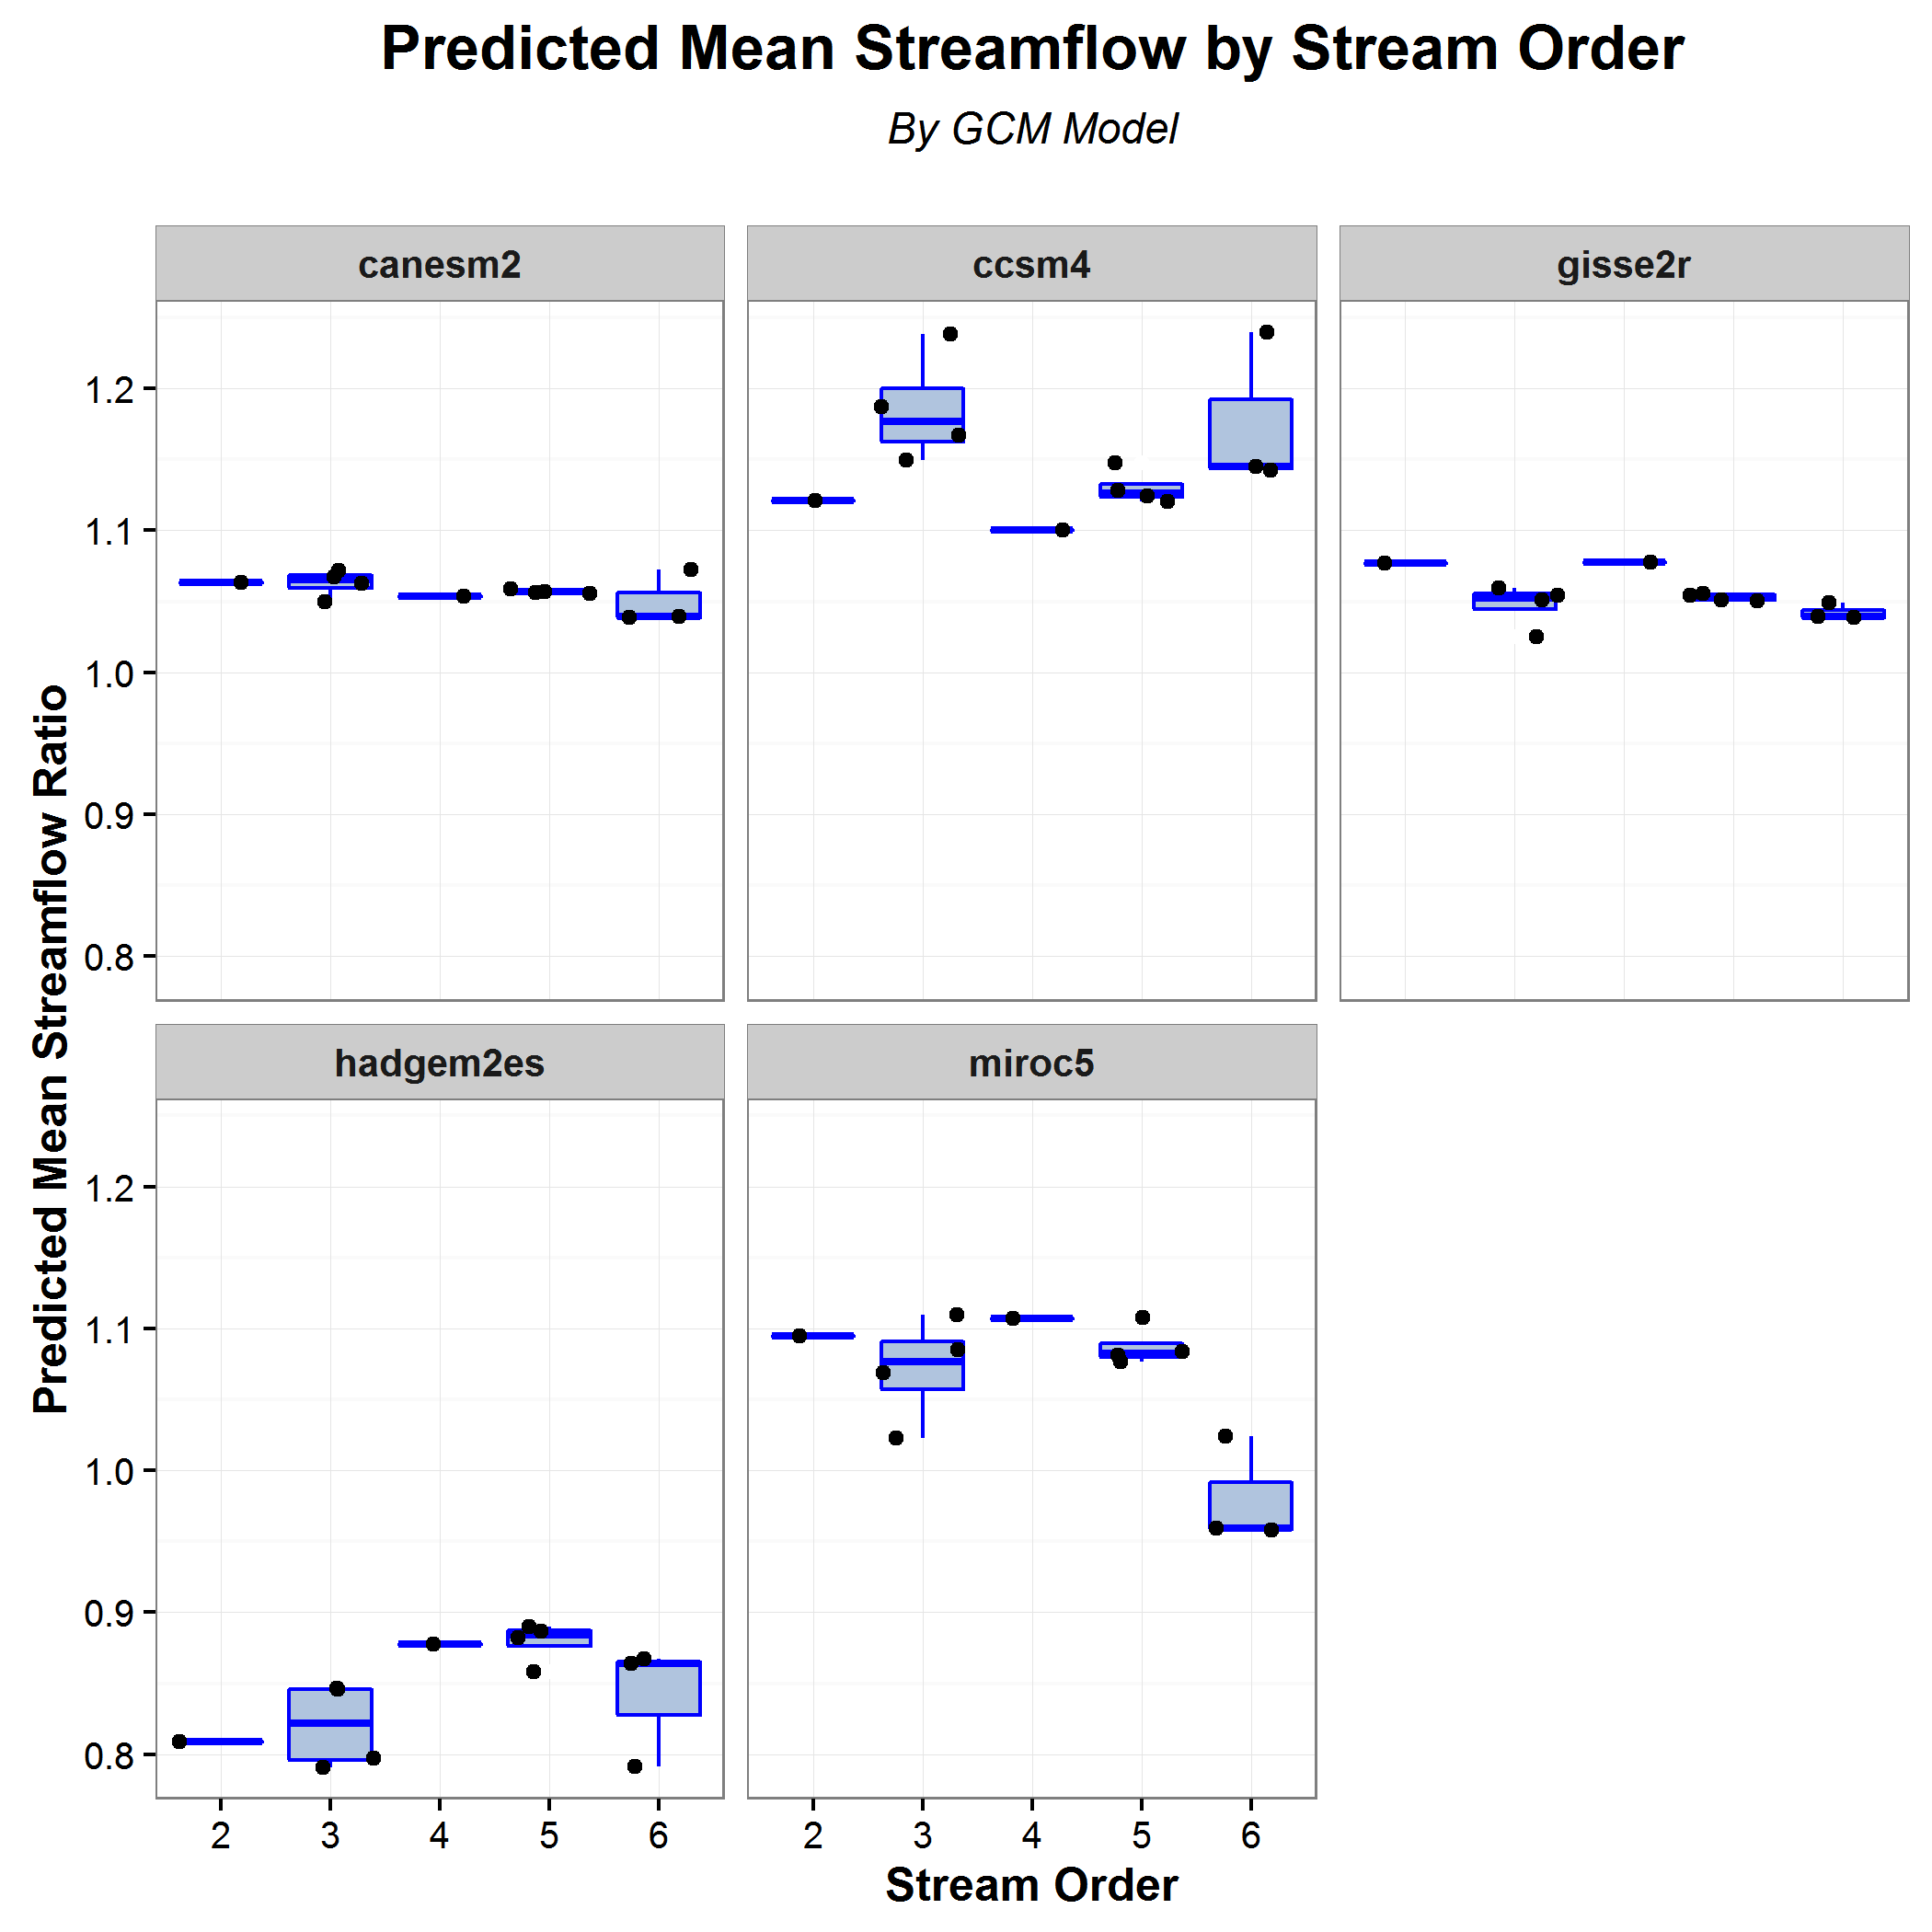 Predicted Mean Streamflow by Stream Order
By GCM Model
canesm2
ccsm4
gisse2r
1.2
1.1
1.0
0.9
0.8
Predicted Mean Streamflow Ratio
hadgem2es
miroc5
1.2
1.1
1.0
0.9
0.8
2 3 4 5 6
2 3 4 5 6
Stream Order